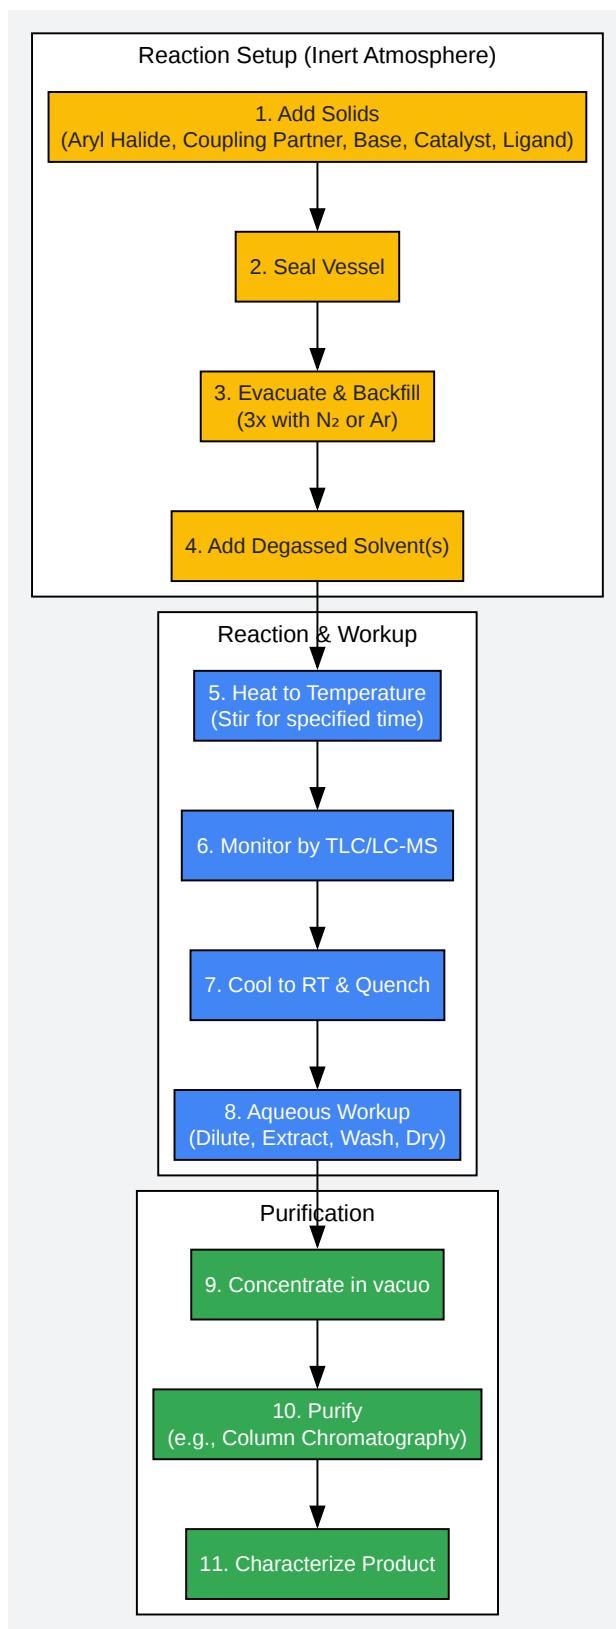 Reaction Setup (Inert Atmosphere)
1. Add Solids
(Aryl Halide, Coupling Partner, Base, Catalyst, Ligand)
2. Seal Vessel
3. Evacuate & Backfill
(3x with N₂ or Ar)
4. Add Degassed Solvent(s)
Reaction & Workup
5. Heat to Temperature
(Stir for specified time)
6. Monitor by TLC/LC-MS
7. Cool to RT & Quench
8. Aqueous Workup
(Dilute, Extract, Wash, Dry)
Purification
9. Concentrate in vacuo
10. Purify
(e.g., Column Chromatography)
11. Characterize Product